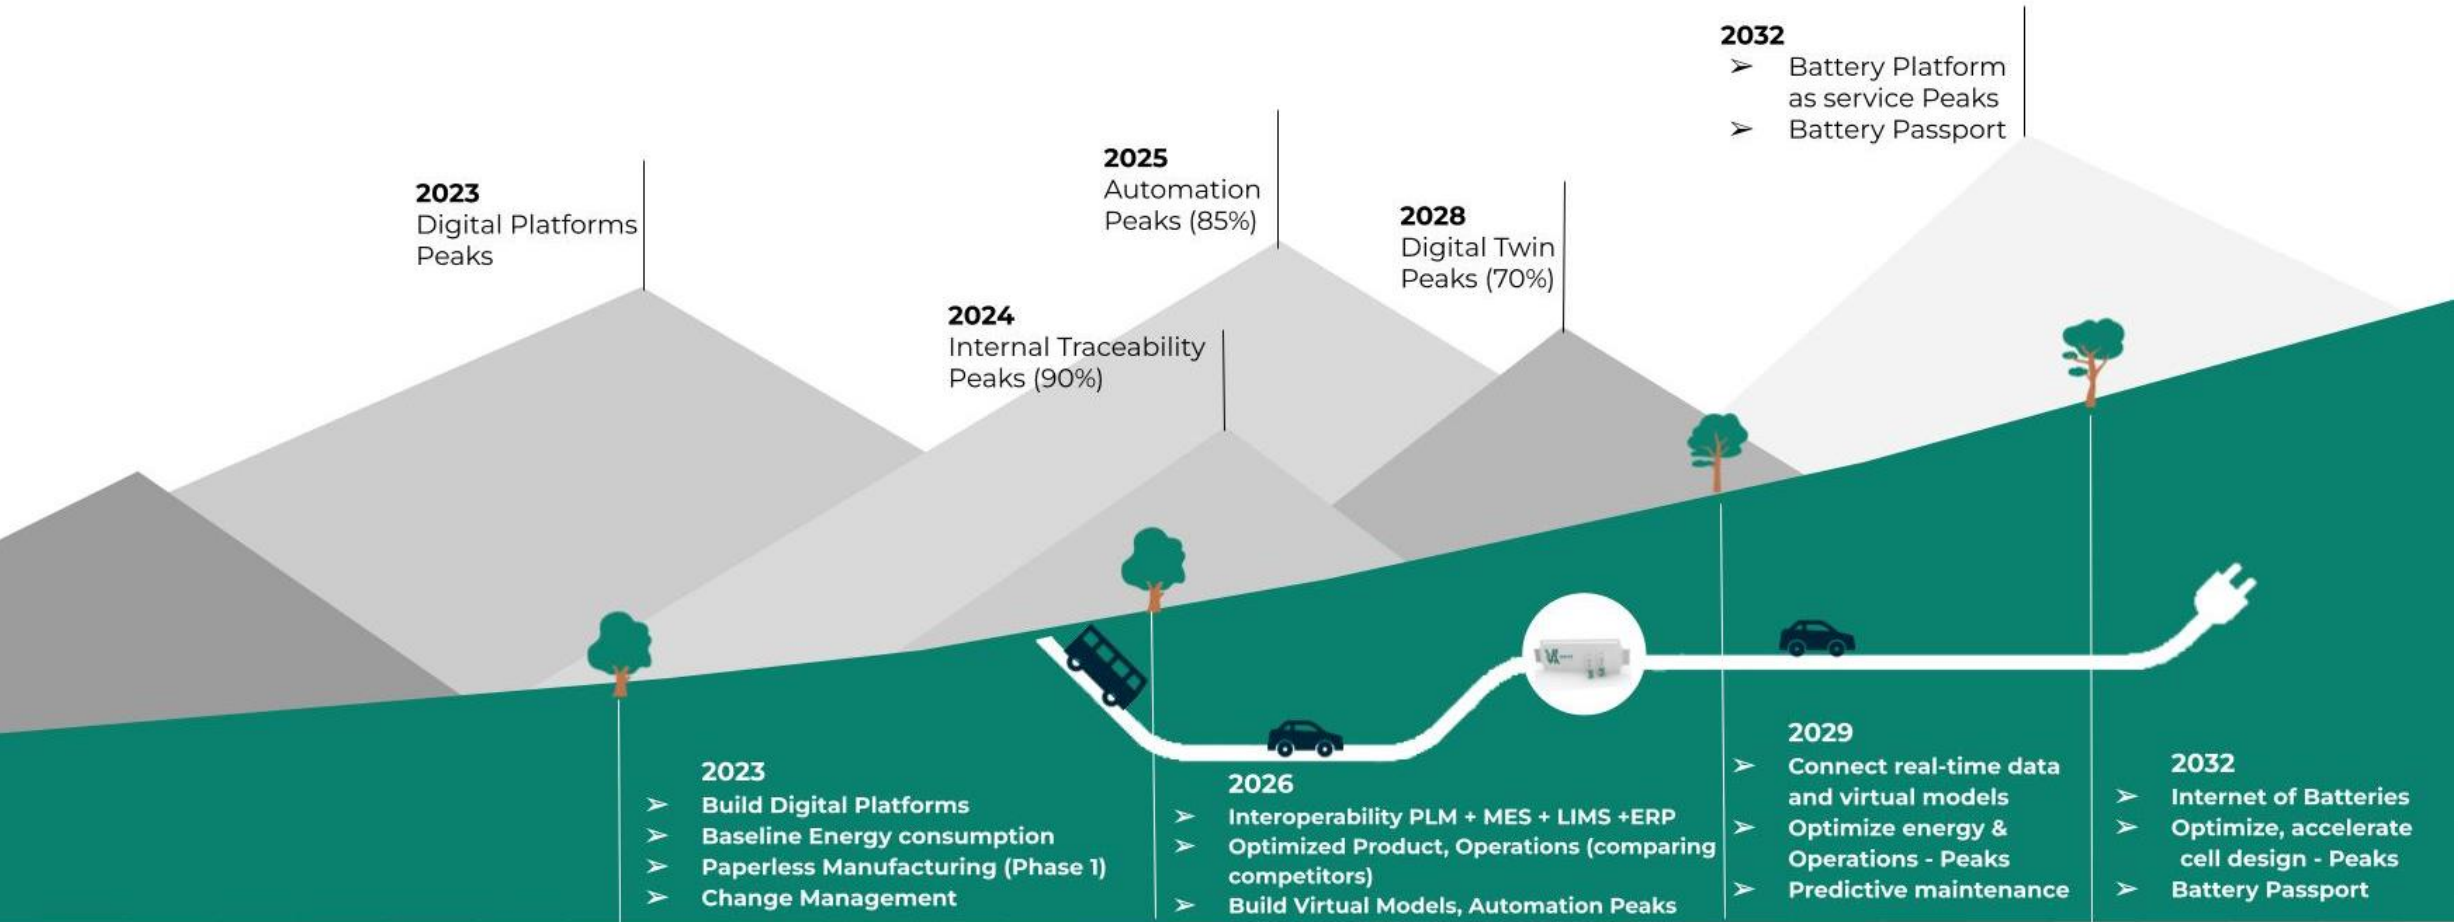 2023
Digital Platforms
Peaks
2024
Internal Traceability
Peaks (90%)
2025
Automation
Peaks (85%)
2028
Digital Twin
Peaks (70%)
2032
➢ Battery Platform
as service Peaks
➢ Battery Passport
2023
➢ Build Digital Platforms
➢ Baseline Energy consumption
➢ Paperless Manufacturing (Phase 1)
➢ Change Management
2026
➢ Interoperability PLM + MES + LIMS +ERP
➢ Optimized Product, Operations (comparing
competitors)
➢ Build Virtual Models, Automation Peaks
2029
➢ Connect real-time data
and virtual models
➢ Optimize energy &
Operations - Peaks
➢ Predictive maintenance
2032
➢ Internet of Batteries
➢ Optimize, accelerate
cell design - Peaks
➢ Battery Passport